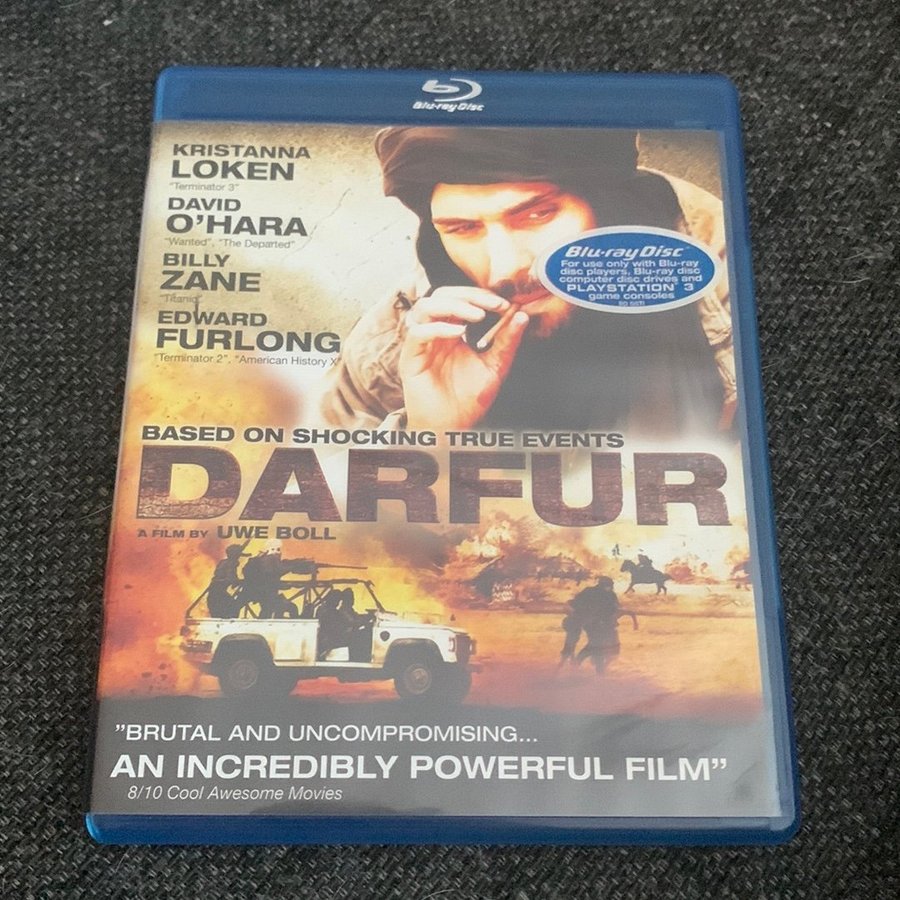 Blu-ray Disc
KRISTANNA
LOKEN
"Terminator 3"
DAVID
O'HARA
"Wanted", "The Departed"
BILLY
ZANE
"Titanic"
EDWARD
FURLONG
"Terminator 2", "American History X"
Blu-ray Disc
For use only with Blu-ray
disc players, Blu-ray disc
computer disc drives and
PLAYSTATION 3
game consoles
BASED ON SHOCKING TRUE EVENTS
DARFUR
A FILM BY UWE BOLL
"BRUTAL AND UNCOMPROMISING...
AN INCREDIBLY POWERFUL FILM"
8/10 Cool Awesome Movies